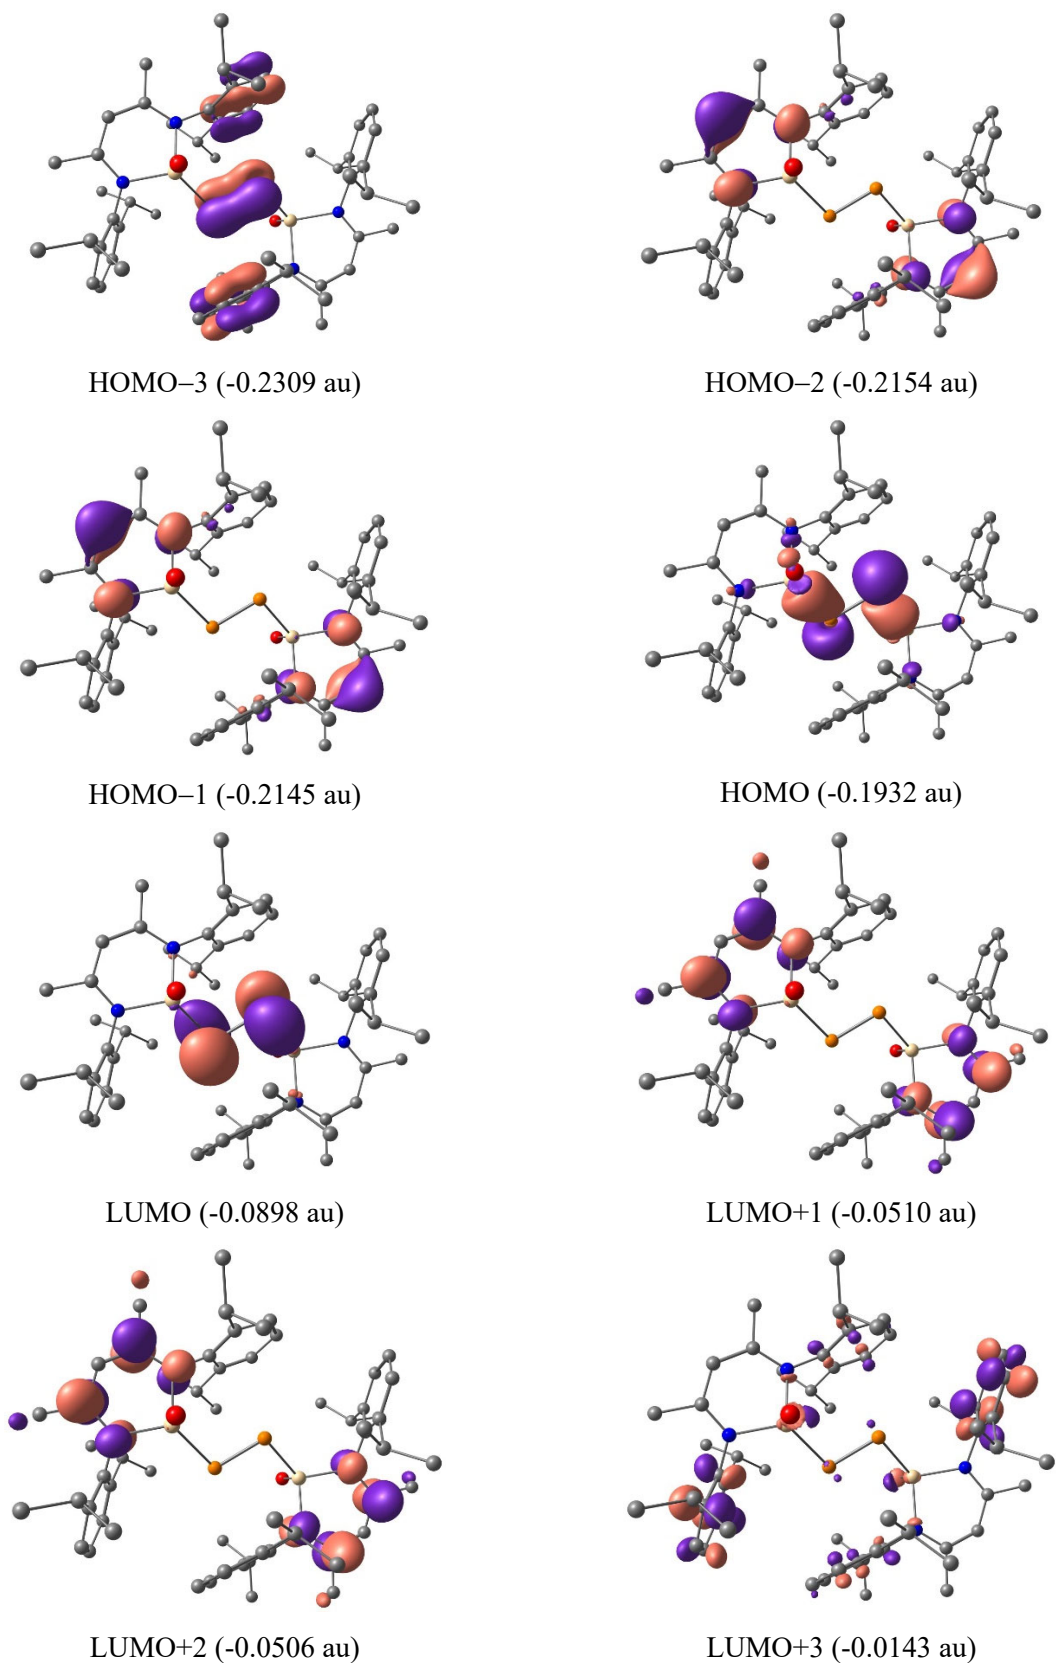 HOMO−3 (-0.2309 au)
HOMO−2 (-0.2154 au)
HOMO−1 (-0.2145 au)
HOMO (-0.1932 au)
LUMO (-0.0898 au)
LUMO+1 (-0.0510 au)
LUMO+2 (-0.0506 au)
LUMO+3 (-0.0143 au)